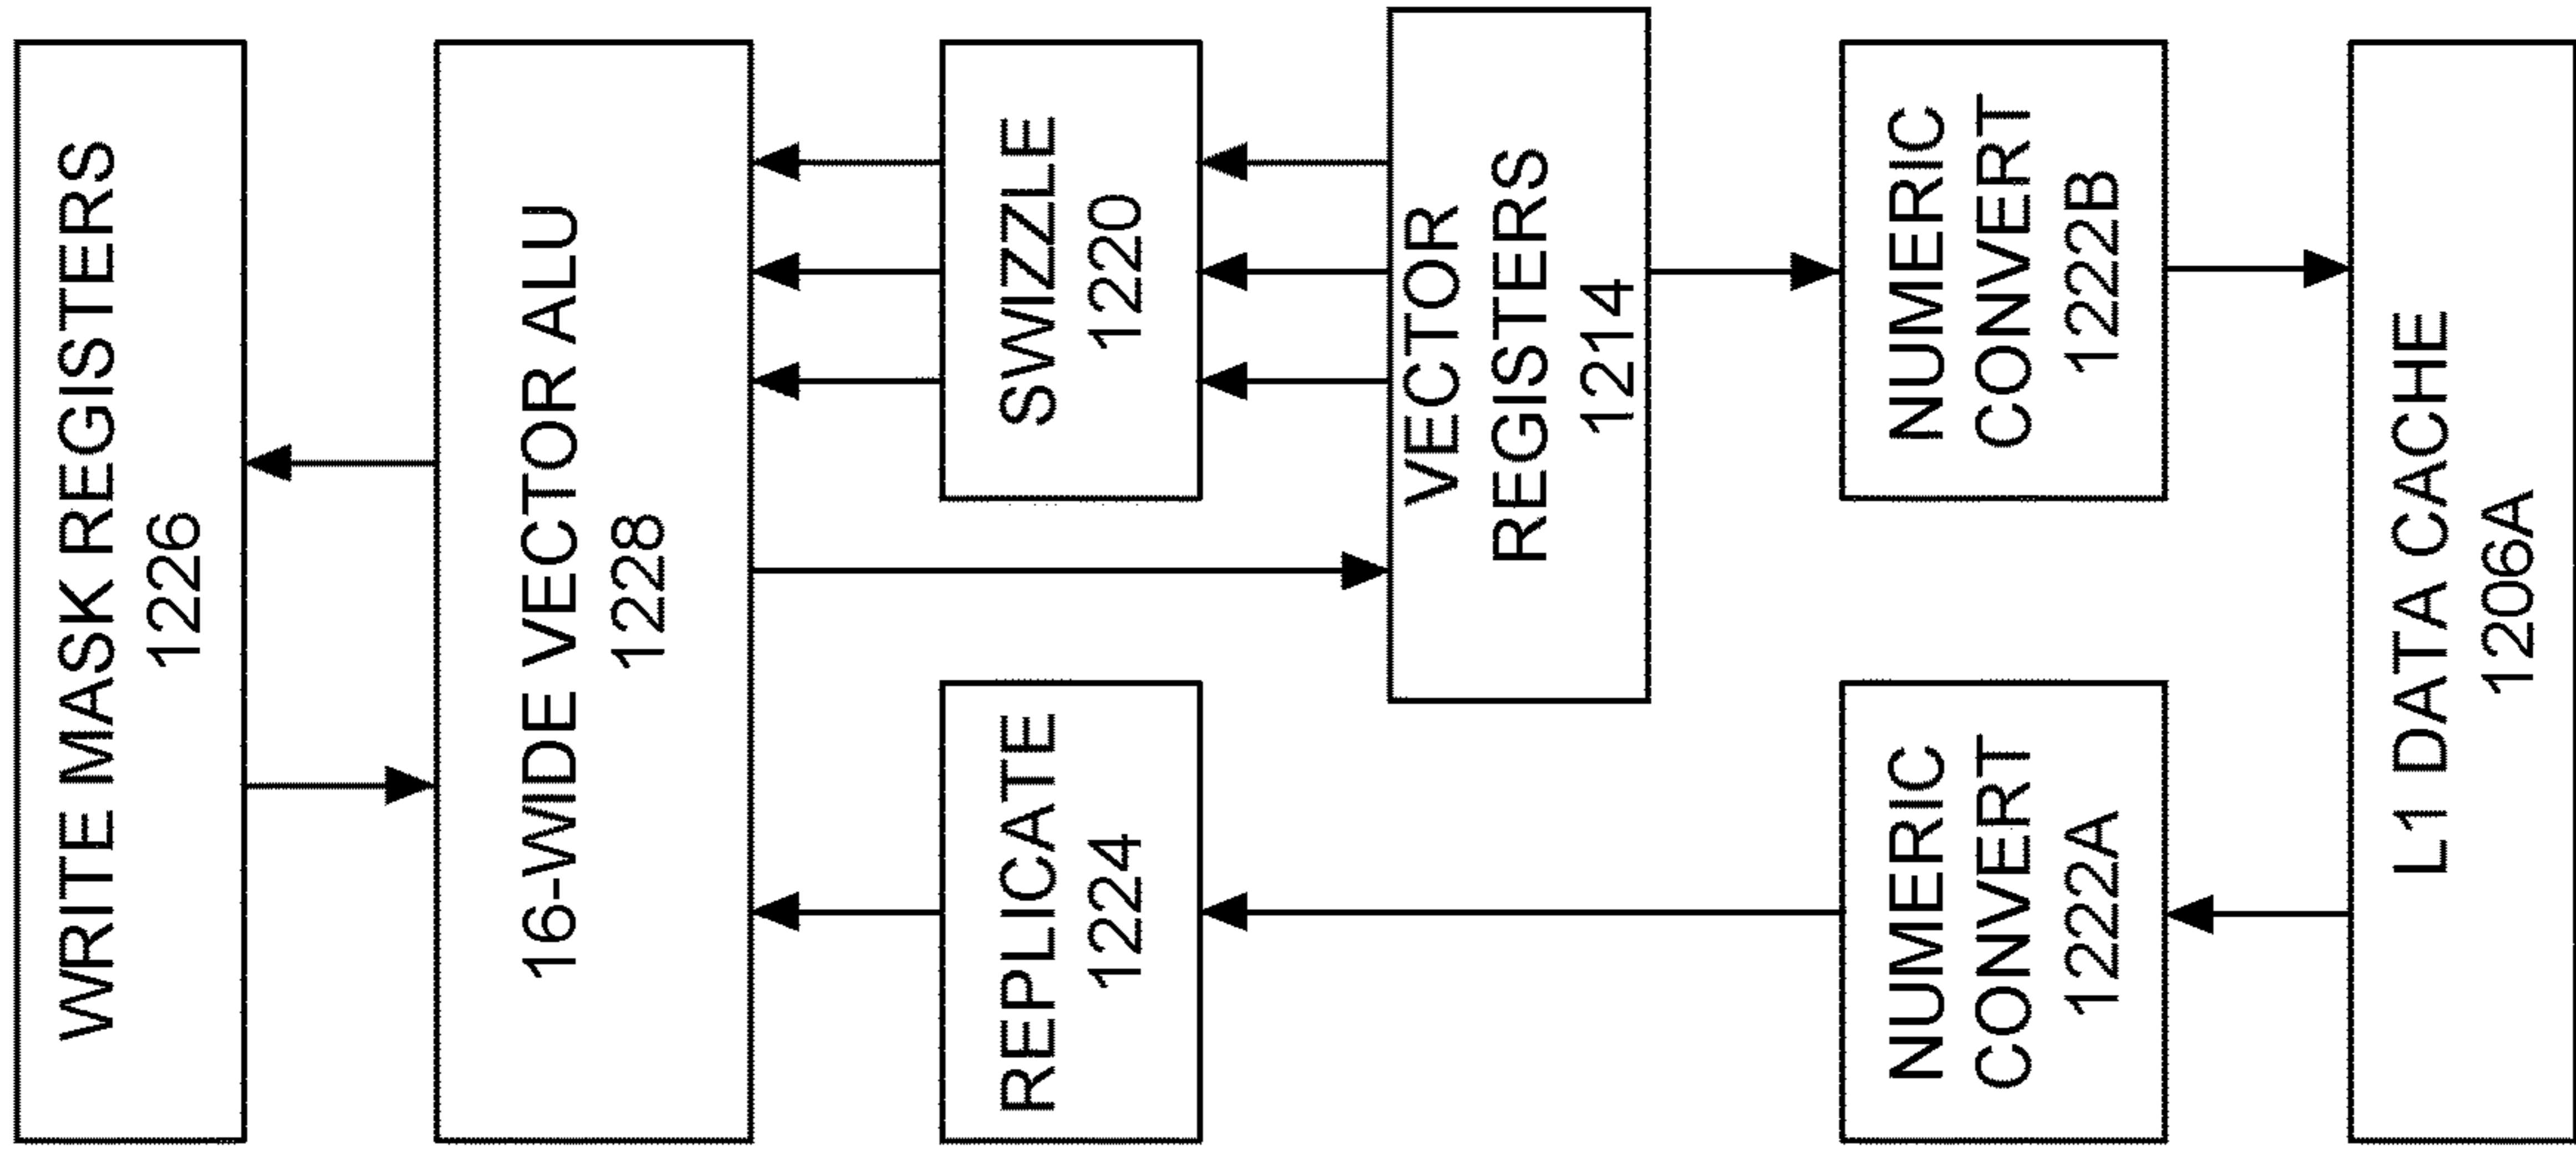 WRITE MASK REGISTERS
1226
16-WIDE VECTOR ALU
1228
REPLICATE
1224
SWIZZLE
1220
VECTOR
REGISTERS
1214
NUMERIC
CONVERT
1222A
NUMERIC
CONVERT
1222B
L1 DATA CACHE
1206A